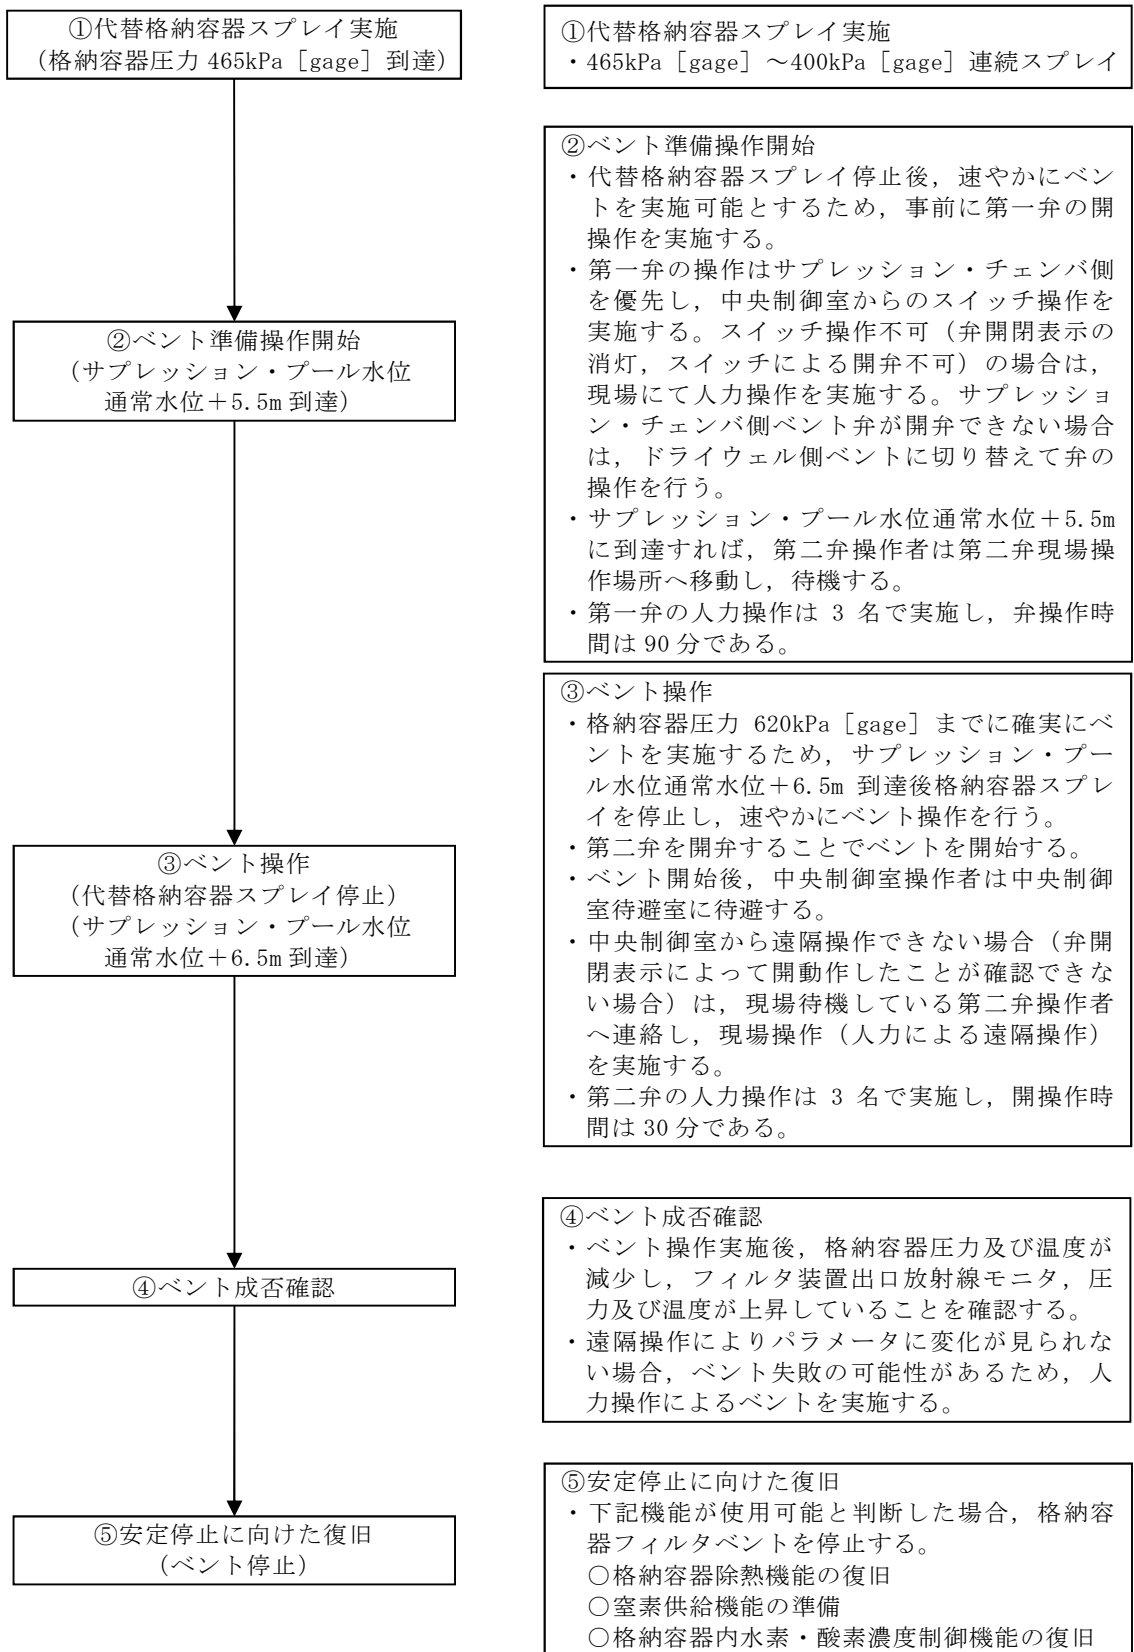 ①代替格納容器スプレイ実施
(格納容器圧力 465kPa［gage］到達)
②ベント準備操作開始
(サプレッション・プール水位
通常水位＋5.5m 到達)
③ベント操作
(代替格納容器スプレイ停止)
(サプレッション・プール水位
通常水位＋6.5m 到達)
④ベント成否確認
⑤安定停止に向けた復旧
(ベント停止)
①代替格納容器スプレイ実施
・465kPa［gage］～400kPa［gage］連続スプレイ
②ベント準備操作開始
・代替格納容器スプレイ停止後，速やかにベン
トを実施可能とするため，事前に第一弁の開
操作を実施する。
・第一弁の操作はサプレッション・チェンバ側
を優先し，中央制御室からのスイッチ操作を
実施する。スイッチ操作不可（弁開閉表示の
消灯，スイッチによる開弁不可）の場合は，
現場にて人力操作を実施する。サプレッショ
ン・チェンバ側ベント弁が開弁できない場合
は，ドライウェル側ベントに切り替えて弁の
操作を行う。
・サプレッション・プール水位通常水位＋5.5m
に到達すれば，第二弁操作者は第二弁現場操
作場所へ移動し，待機する。
・第一弁の人力操作は 3 名で実施し，弁操作時
間は 90 分である。
③ベント操作
・格納容器圧力 620kPa［gage］までに確実にベ
ントを実施するため，サプレッション・プー
ル水位通常水位＋6.5m 到達後格納容器スプレ
イを停止し，速やかにベント操作を行う。
・第二弁を開弁することでベントを開始する。
・ベント開始後，中央制御室操作者は中央制御
室待避室に待避する。
・中央制御室から遠隔操作できない場合（弁開
閉表示によって開動作したことが確認できな
い場合）は，現場待機している第二弁操作者
へ連絡し，現場操作（人力による遠隔操作）
を実施する。
・第二弁の人力操作は 3 名で実施し，開操作時
間は 30 分である。
④ベント成否確認
・ベント操作実施後，格納容器圧力及び温度が
減少し，フィルタ装置出口放射線モニタ，圧
力及び温度が上昇していることを確認する。
・遠隔操作によりパラメータに変化が見られな
い場合，ベント失敗の可能性があるため，人
力操作によるベントを実施する。
⑤安定停止に向けた復旧
・下記機能が使用可能と判断した場合，格納容
器フィルタベントを停止する。
○格納容器除熱機能の復旧
○窒素供給機能の準備
○格納容器内水素・酸素濃度制御機能の復旧